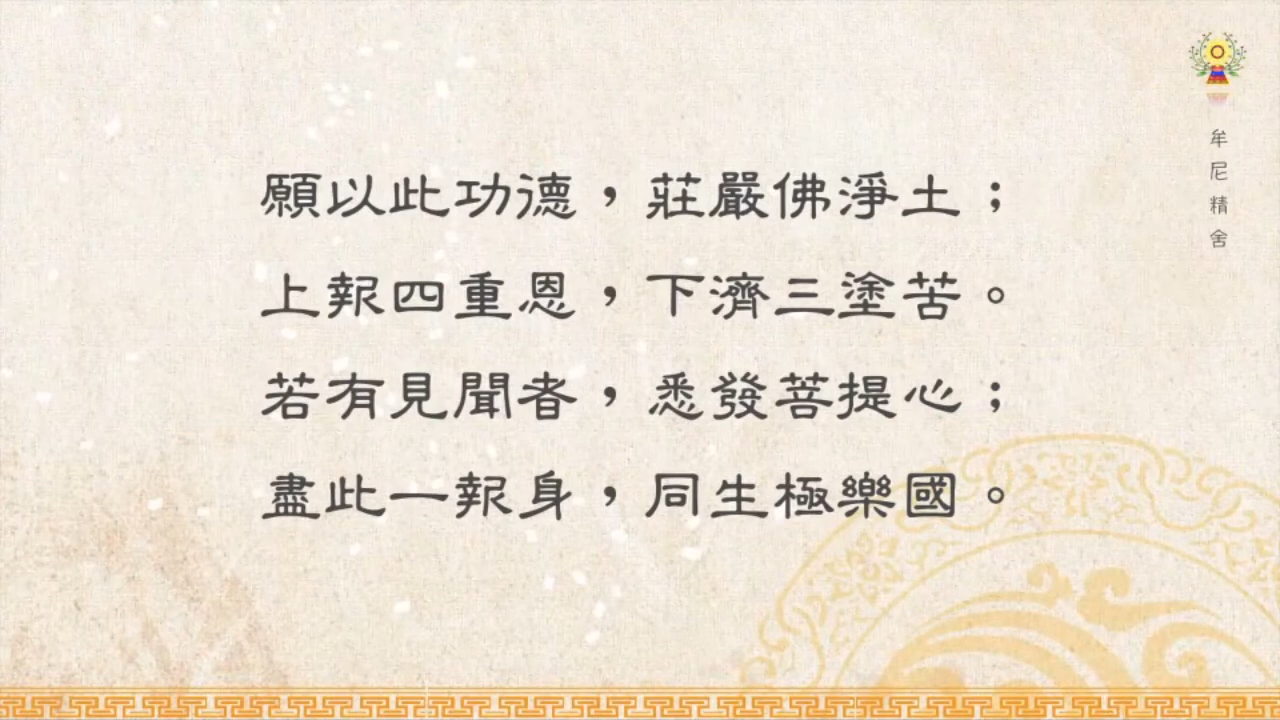 願以此功德，莊嚴佛淨土；
上報四重恩，下濟三塗苦。
若有見聞者，悉發菩提心；
盡此一報身，同生極樂國。
牟尼精舍